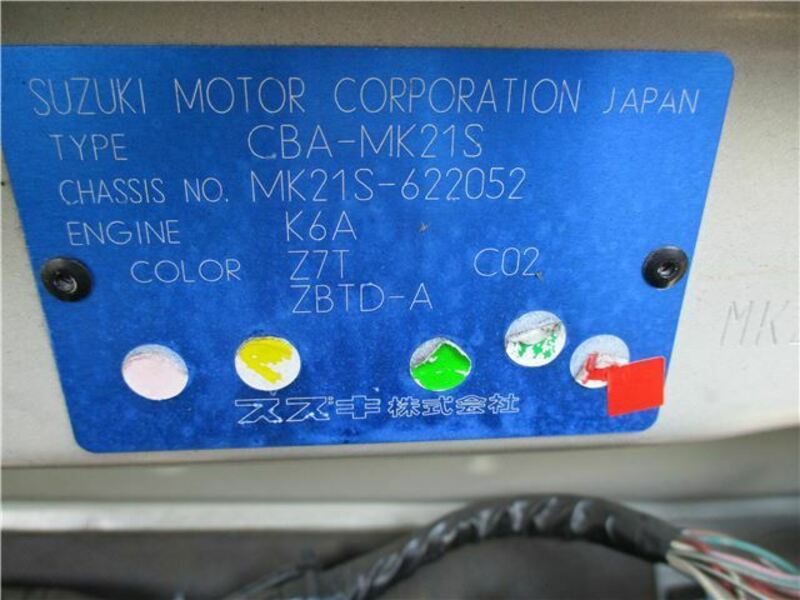 SUZUKI MOTOR CORPORATION JAPAN
TYPE CBA-MK21S
CHASSIS NO. MK21S-622052
ENGINE K6A
COLOR Z7T C02
ZBTD-A
スズキ株式会社
MK2